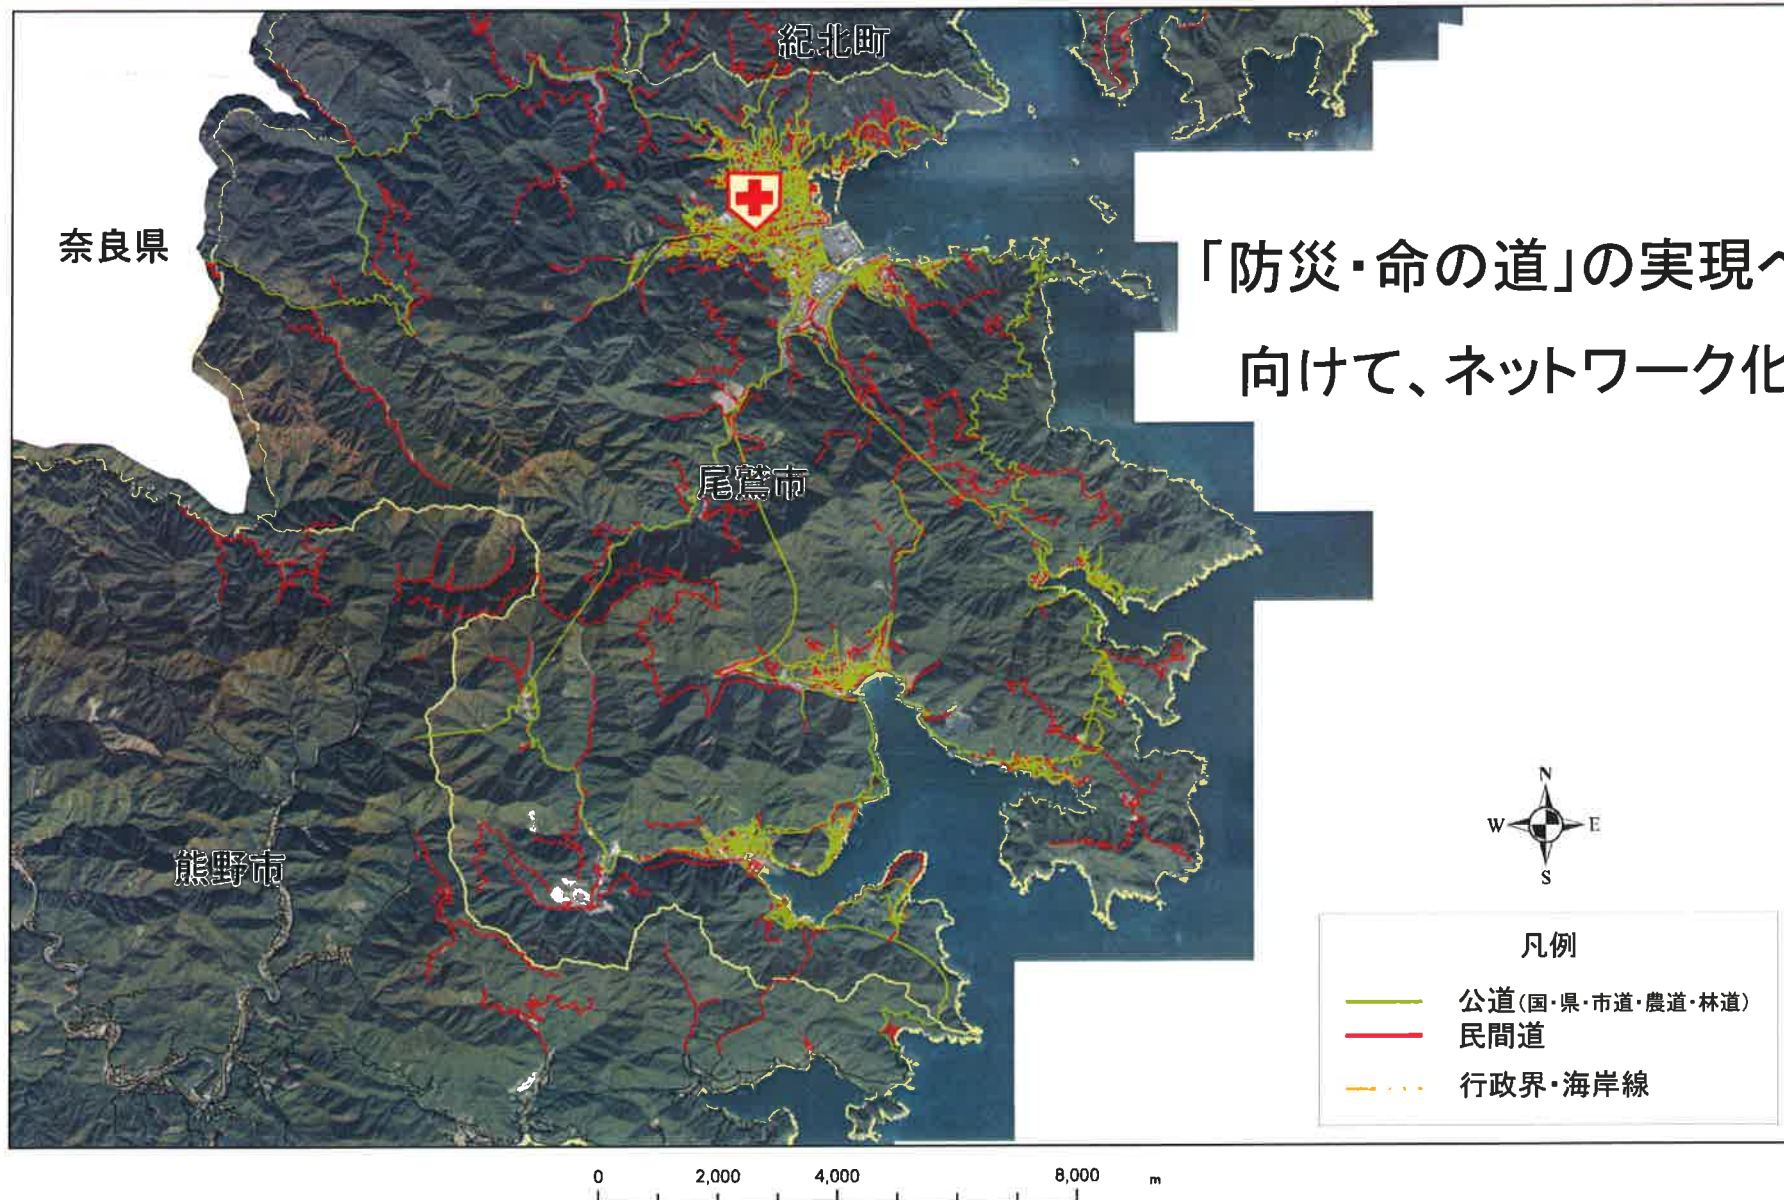 紀北町
奈良県
「防災・命の道」の実現へ
向けて、ネットワーク化
尾鷲市
熊野市
N
W E
S
凡例
公道(国・県・市道・農道・林道)
民間道
行政界・海岸線
0 2,000 4,000 8,000 m